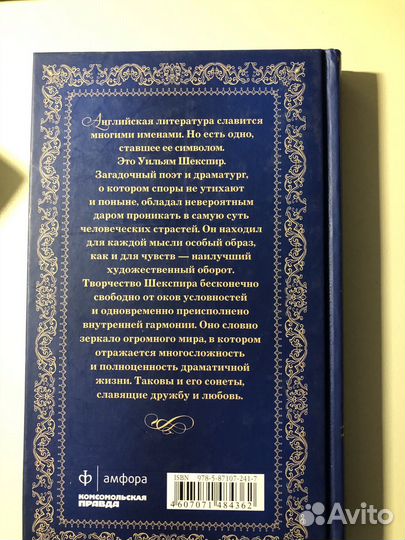 Английская литература славится
многими именами. Но есть одно,
ставшее ее символом.
Это Уильям Шекспир.
Загадочный поэт и драматург,
о котором споры не утихают
и поныне, обладал невероятным
даром проникать в самую суть
человеческих страстей. Он находил
для каждой мысли особый образ,
как и для чувств — наилучший
художественный оборот.
Творчество Шекспира бесконечно
свободно от оков условностей
и одновременно преисполнено
внутренней гармонии. Оно словно
зеркало огромного мира, в котором
отражается многосложность
и полноценность драматичной
жизни. Таковы и его сонеты,
славящие дружбу и любовь.
ф амфора
КОМСОМОЛЬСКАЯ
ПРАВДА
ISBN 978-5-87107-241-7
4607071484362
Avito